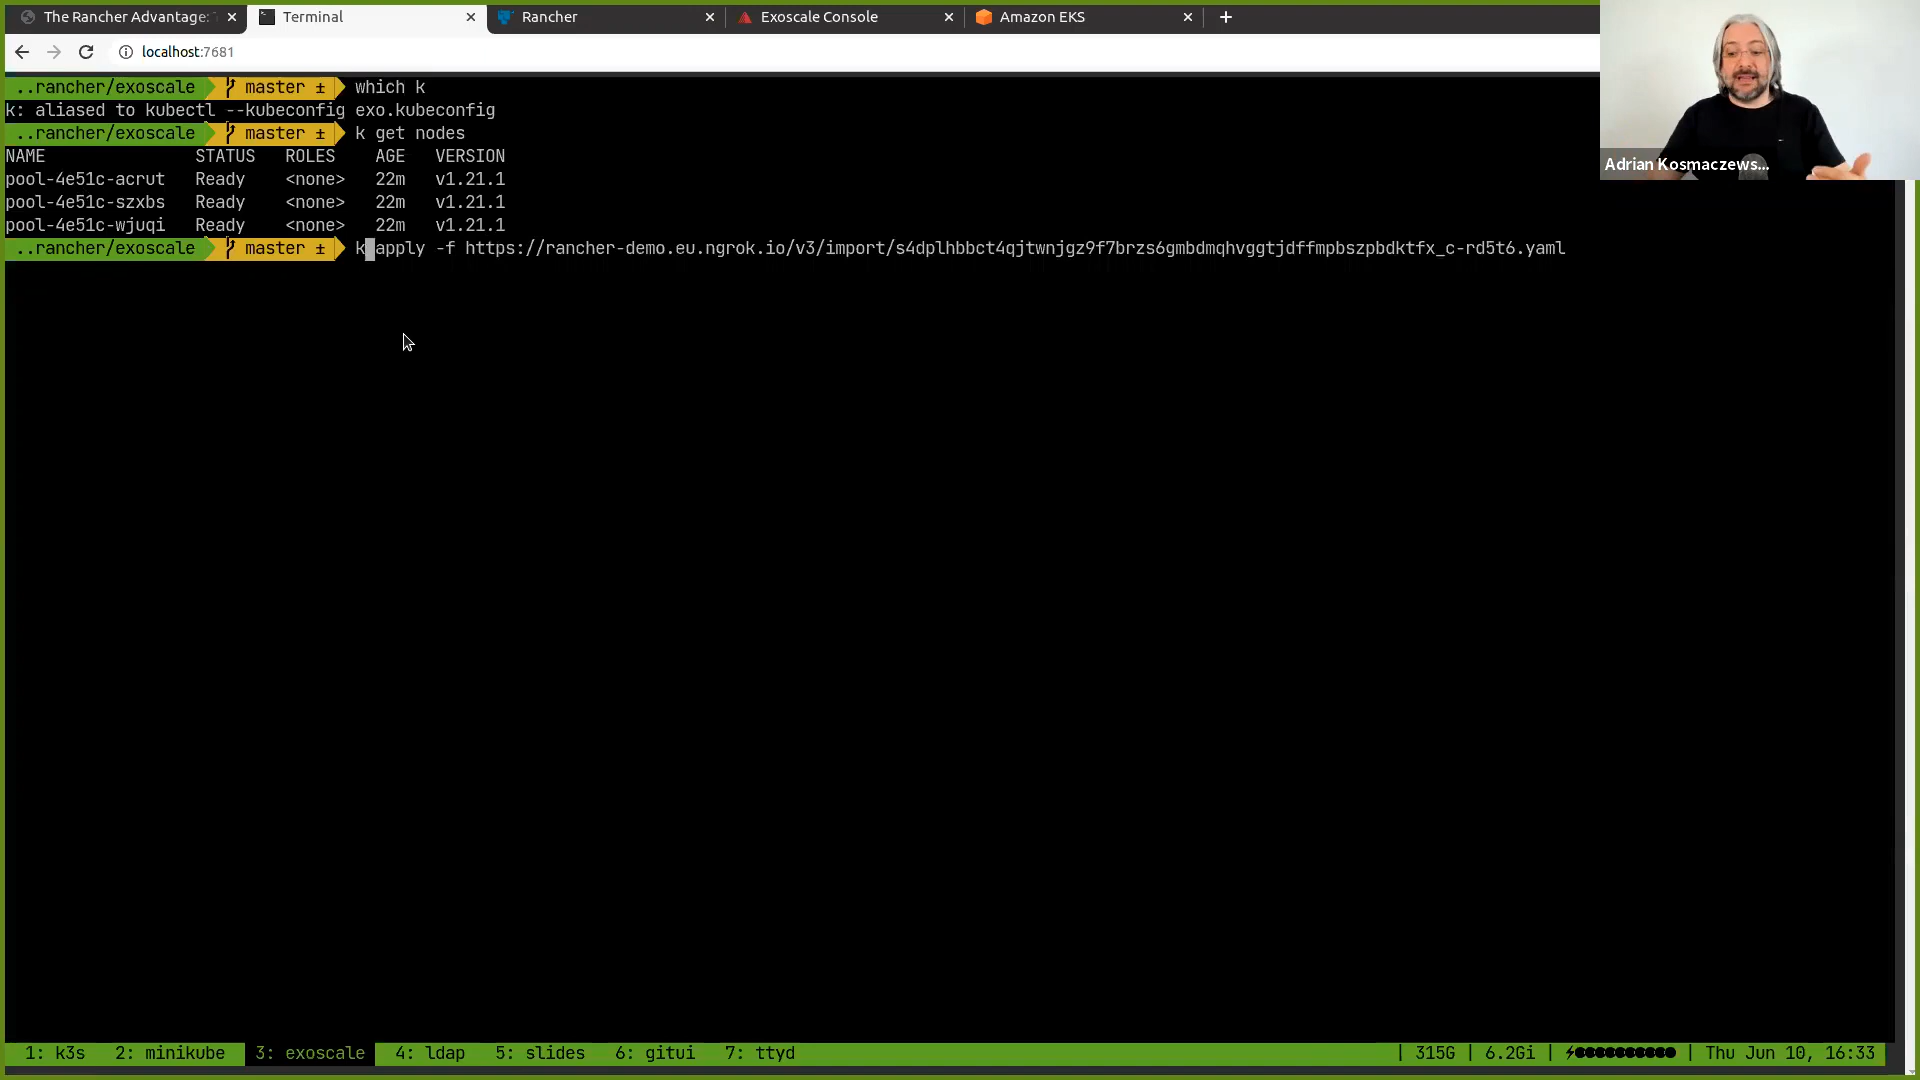 The Rancher Advantage:
Terminal
Rancher
Exoscale Console
Amazon EKS
localhost:7681
..rancher/exoscale master ± which k
k: aliased to kubectl --kubeconfig exo.kubeconfig
..rancher/exoscale master ± k get nodes
NAME STATUS ROLES AGE VERSION
pool-4e51c-acrut Ready <none> 22m v1.21.1
pool-4e51c-szxbs Ready <none> 22m v1.21.1
pool-4e51c-wjuqi Ready <none> 22m v1.21.1
..rancher/exoscale master ± k apply -f https://rancher-demo.eu.ngrok.io/v3/import/s4dplhbbct4qjtwnjgz9f7brzs6gmbdmqhvggtjdffmpbszpbdktfx_c-rd5t6.yaml
Adrian Kosmaczews...
1: k3s 2: minikube 3: exoscale 4: ldap 5: slides 6: gitui 7: ttyd | 315G | 6.2Gi | ⚡●●●●●●●●●● | Thu Jun 10, 16:33